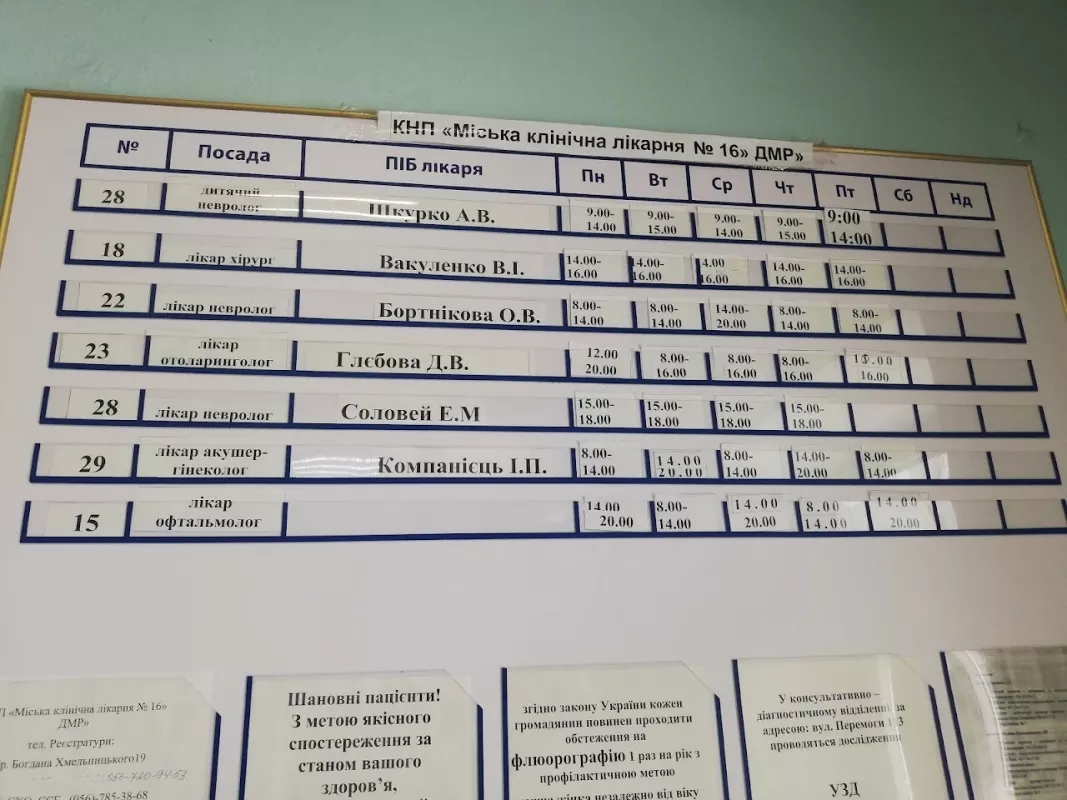 КНП «Міська клінічна лікарня № 16» ДМР»
№ Посада ПІБ лікаря Пн Вт Ср Чт Пт Сб Нд
28 дитячий невролог Шкурко А.В. 9.00-14.00 9.00-15.00 9.00-14.00 9.00-15.00 9:00 14:00
18 лікар хірург Вакуленко В.І. 14.00-16.00 14.00-16.00 14.00 16.00 14.00-16.00 14.00-16.00
22 лікар невролог Бортнікова О.В. 8.00-14.00 8.00-14.00 14.00-20.00 8.00-14.00 8.00-14.00
23 лікар отоларинголог Глєбова Д.В. 12.00 20.00 8.00-16.00 8.00-16.00 8.00-16.00 16.00
28 лікар невролог Соловей Е.М 15.00-18.00 15.00-18.00 15.00-18.00 15.00-18.00
29 лікар акушер-гінеколог Компанієць І.П. 8.00-14.00 14.00 20.00 8.00-14.00 14.00-20.00 8.00-14.00
15 лікар офтальмолог 14.00 20.00 8.00-14.00 14.00 20.00 8.00 14.00 14.00 20.00
«Міська клінічна лікарня № 16»
ДМР»
тел. Реєстратури:
р. Богдана Хмельницького19
(056)-785-38-68
Шановні пацієнти!
З метою якісного
спостереження за
станом вашого
здоров’я,
згідно закону України кожен
громадянин повинен проходити
обстеження на
флюорографію 1 раз на рік з
профілактичною метою
жінка незалежно від віку
У консультативно –
діагностичному відділенні за
адресою: вул. Перемоги
проводяться дослідження
УЗД